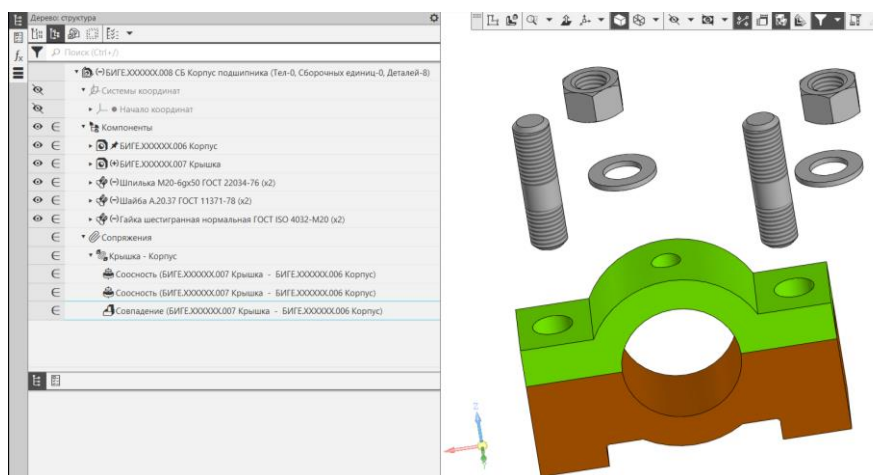 Дерево: структура
Поиск (Ctrl+/)
(-)БИГЕ.XXXXXX.008 СБ Корпус подшипника (Тел-0, Сборочных единиц-0, Деталей-8)
Системы координат
Начало координат
Компоненты
БИГЕ.XXXXXX.006 Корпус
(+)БИГЕ.XXXXXX.007 Крышка
(-)Шпилька М20-6gx50 ГОСТ 22034-76 (x2)
(-)Шайба А.20.37 ГОСТ 11371-78 (x2)
(-)Гайка шестигранная нормальная ГОСТ ISO 4032-М20 (x2)
Сопряжения
Крышка - Корпус
Соосность (БИГЕ.XXXXXX.007 Крышка - БИГЕ.XXXXXX.006 Корпус)
Соосность (БИГЕ.XXXXXX.007 Крышка - БИГЕ.XXXXXX.006 Корпус)
Совпадение (БИГЕ.XXXXXX.007 Крышка - БИГЕ.XXXXXX.006 Корпус)